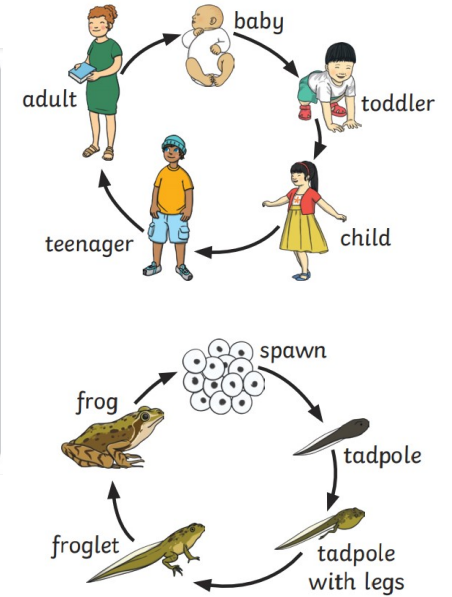 baby
adult
toddler
child
teenager
spawn
frog
tadpole
froglet
tadpole
with legs